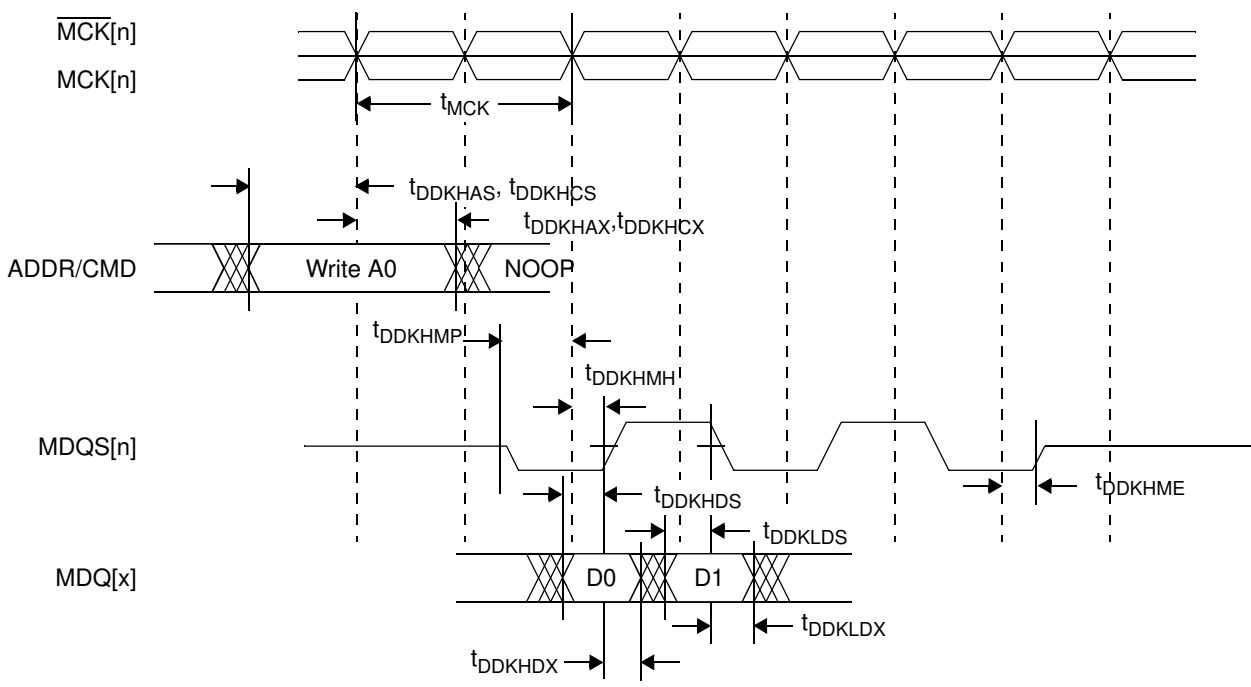 MCK[n]
MCK[n]
tMCK
tDDKHAS, tDDKHCS
tDDKHAX,tDDKHCX
ADDR/CMD
Write A0
NOOP
tDDKHMP
tDDKHMH
MDQS[n]
tDDKHME
tDDKHDS
tDDKLDS
MDQ[x]
D0
D1
tDDKLDX
tDDKHDX